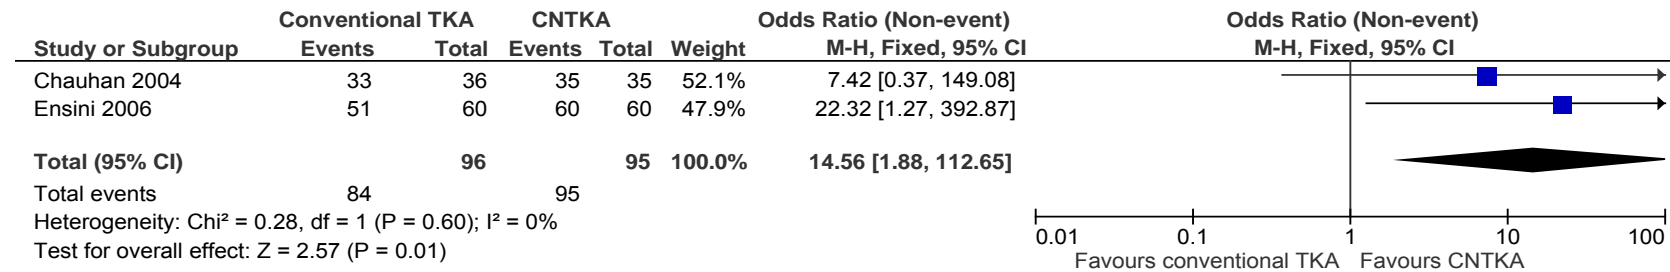 Conventional TKA CNTKA Odds Ratio (Non-event) Odds Ratio (Non-event)
Study or Subgroup Events Total Events Total Weight M-H, Fixed, 95% CI M-H, Fixed, 95% CI
Chauhan 2004 33 36 35 35 52.1% 7.42 [0.37, 149.08]
Ensini 2006 51 60 60 60 47.9% 22.32 [1.27, 392.87]
Total (95% CI) 96 95 100.0% 14.56 [1.88, 112.65]
Total events 84 95
Heterogeneity: Chi² = 0.28, df = 1 (P = 0.60); I² = 0%
Test for overall effect: Z = 2.57 (P = 0.01)
0.01 0.1 1 10 100
Favours conventional TKA Favours CNTKA